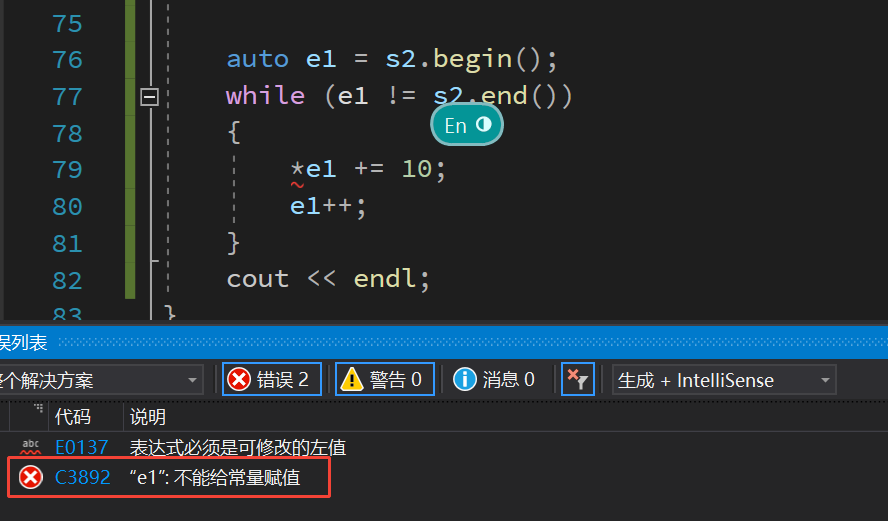 75
76 auto e1 = s2.begin();
77 while (e1 != s2.end())
En
78 {
79 *e1 += 10;
80 e1++;
81 }
82 cout << endl;
83 }
误列表
整个解决方案 错误 2 警告 0 消息 0 生成 + IntelliSense
代码 说明
abc E0137 表达式必须是可修改的左值
C3892 “e1”: 不能给常量赋值